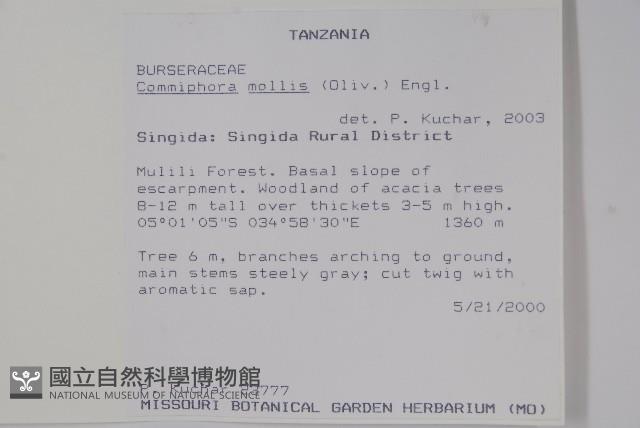 TANZANIA
BURSERACEAE
Commiphora mollis (Oliv.) Engl.
det. P. Kuchar, 2003
Singida: Singida Rural District
Mulili Forest. Basal slope of
escarpment. Woodland of acacia trees
8-12 m tall over thickets 3-5 m high.
05°01'05"S 034°58'30"E 1360 m
Tree 6 m, branches arching to ground,
main stems steely gray; cut twig with
aromatic sap.
5/21/2000
國立自然科學博物館
P. Kuchar
NATIONAL MUSEUM OF NATURAL SCIENCE
MISSOURI BOTANICAL GARDEN HERBARIUM (MO)